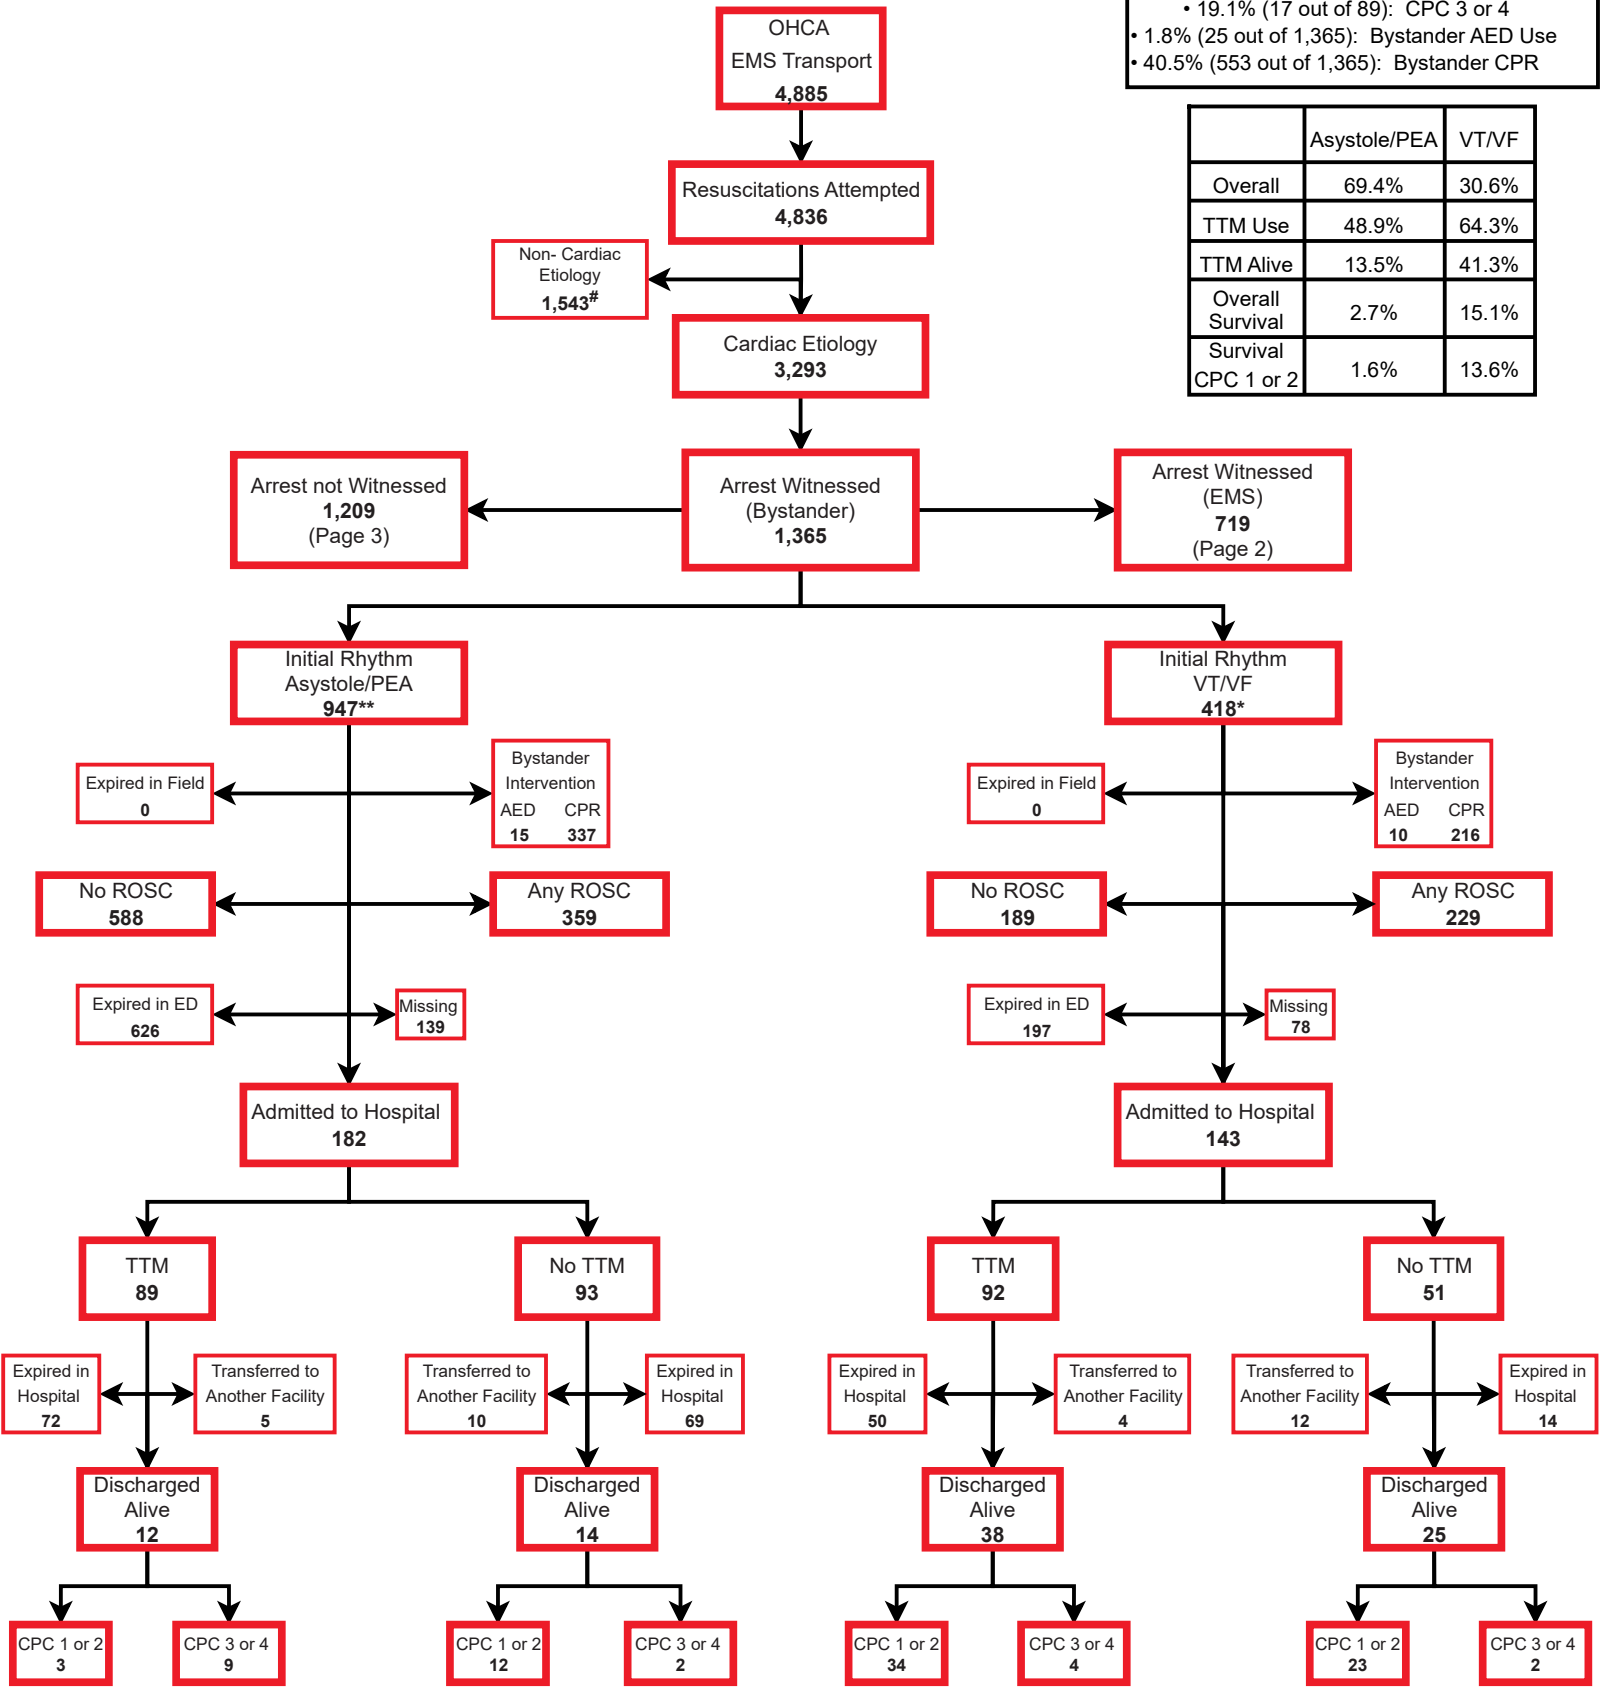 • 19.1% (17 out of 89): CPC 3 or 4
• 1.8% (25 out of 1,365): Bystander AED Use
• 40.5% (553 out of 1,365): Bystander CPR
OHCA
EMS Transport
4,885
Asystole/PEA VT/VF
Overall 69.4% 30.6%
TTM Use 48.9% 64.3%
TTM Alive 13.5% 41.3%
Overall
Survival 2.7% 15.1%
Survival
CPC 1 or 2 1.6% 13.6%
Resuscitations Attempted
4,836
Non- Cardiac
Etiology
1,543#
Cardiac Etiology
3,293
Arrest not Witnessed
1,209
(Page 3)
Arrest Witnessed
(Bystander)
1,365
Arrest Witnessed
(EMS)
719
(Page 2)
Initial Rhythm
Asystole/PEA
947**
Expired in Field
0
Bystander
Intervention
AED CPR
15 337
No ROSC
588
Any ROSC
359
Expired in ED
626
Missing
139
Admitted to Hospital
182
Initial Rhythm
VT/VF
418*
Expired in Field
0
Bystander
Intervention
AED CPR
10 216
No ROSC
189
Any ROSC
229
Expired in ED
197
Missing
78
Admitted to Hospital
143
TTM
89
No TTM
93
TTM
92
No TTM
51
Expired in
Hospital
72
Transferred to
Another Facility
5
Transferred to
Another Facility
10
Expired in
Hospital
69
Expired in
Hospital
50
Transferred to
Another Facility
4
Transferred to
Another Facility
12
Expired in
Hospital
14
Discharged
Alive
12
Discharged
Alive
14
Discharged
Alive
38
Discharged
Alive
25
CPC 1 or 2
3
CPC 3 or 4
9
CPC 1 or 2
12
CPC 3 or 4
2
CPC 1 or 2
34
CPC 3 or 4
4
CPC 1 or 2
23
CPC 3 or 4
2